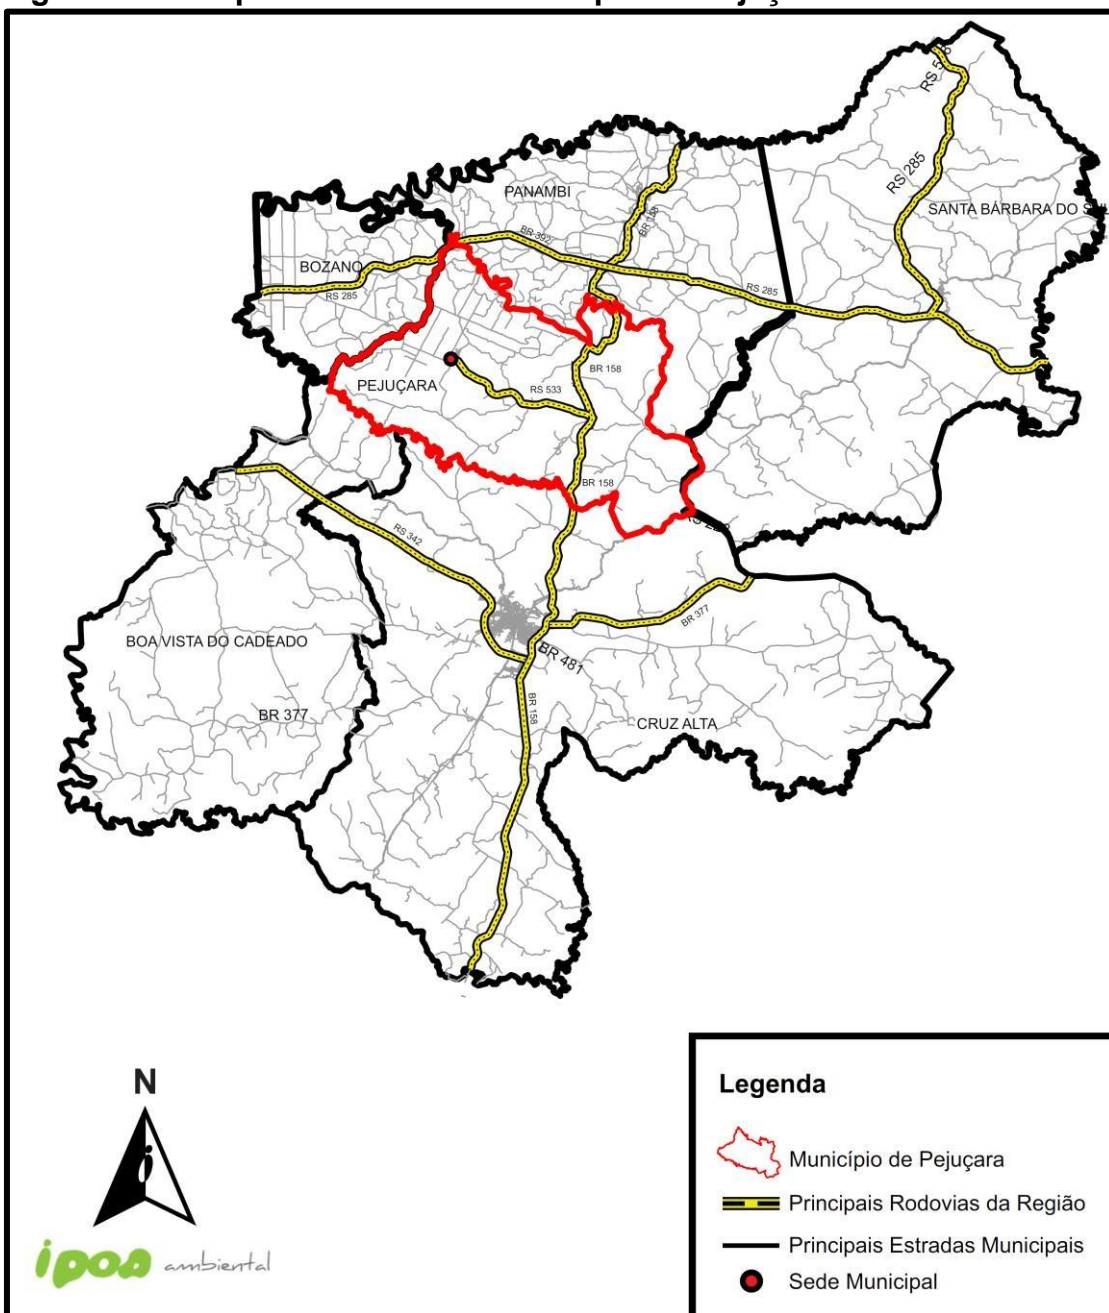 RS 285
SANTA BÁRBARA DO
PANAMBI
BR 158
BR 392
BOZANO
RS 285
RS 285
PEJUÇARA
BR 158
RS 533
BR 158
RS 342
BR 377
BOA VISTA DO CADEADO
BR 481
BR 377
BR 158
CRUZ ALTA
N
ipoa ambiental
Legenda
Município de Pejuçara
Principais Rodovias da Região
Principais Estradas Municipais
Sede Municipal